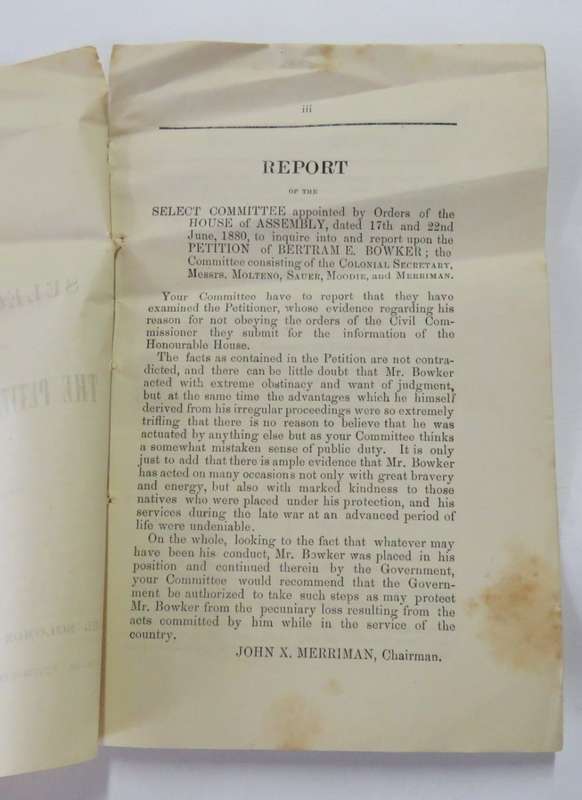 iii
REPORT
OF THE
SELECT COMMITTEE appointed by Orders of the
HOUSE of ASSEMBLY, dated 17th and 22nd
June, 1880, to inquire into and report upon the
PETITION of BERTRAM E. BOWKER; the
Committee consisting of the COLONIAL SECRETARY,
Messrs. MOLTENO, SAUER, MOODIE, and MERRIMAN.
Your Committee have to report that they have
examined the Petitioner, whose evidence regarding his
reason for not obeying the orders of the Civil Com-
missioner they submit for the information of the
Honourable House.
The facts as contained in the Petition are not contra-
dicted, and there can be little doubt that Mr. Bowker
acted with extreme obstinacy and want of judgment,
but at the same time the advantages which he himself
derived from his irregular proceedings were so extremely
trifling that there is no reason to believe that he was
actuated by anything else but as your Committee thinks
a somewhat mistaken sense of public duty. It is only
just to add that there is ample evidence that Mr. Bowker
has acted on many occasions not only with great bravery
and energy, but also with marked kindness to those
natives who were placed under his protection, and his
services during the late war at an advanced period of
life were undeniable.
On the whole, looking to the fact that whatever may
have been his conduct, Mr. Bowker was placed in his
position and continued therein by the Government,
your Committee would recommend that the Govern-
ment be authorized to take such steps as may protect
Mr. Bowker from the pecuniary loss resulting from the
acts committed by him while in the service of the
country.
JOHN X. MERRIMAN, Chairman.